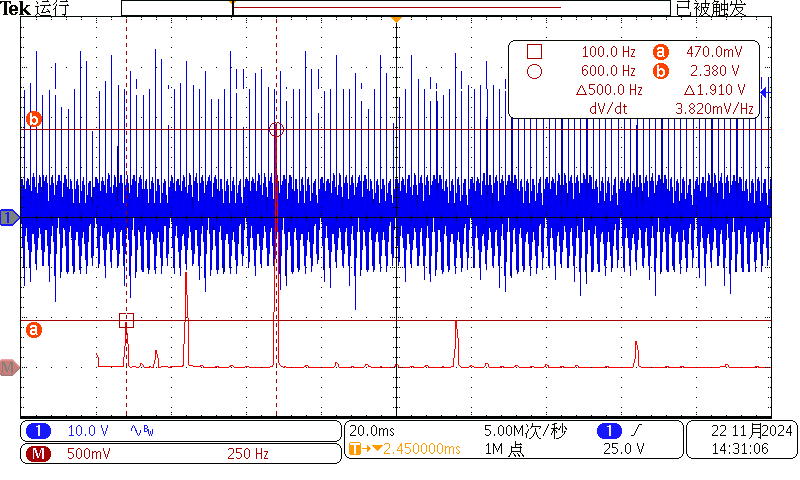 Tek 运行 已被触发
100.0 Hz a 470.0mV
600.0 Hz b 2.380 V
△500.0 Hz △1.910 V
dV/dt 3.820mV/Hz
b
1
a
M
1 10.0 V BW 20.0ms 5.00M次/秒 1 25.0 V 22 11月2024
M 500mV 250 Hz T→▼2.450000ms 1M 点 14:31:06